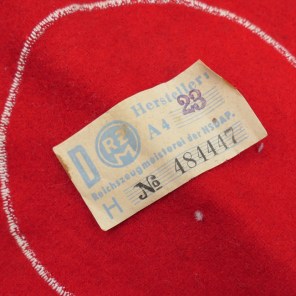 D RZM Hersteller:
A4 23
Reichszeugmeisterei der NSDAP.
H № 484447